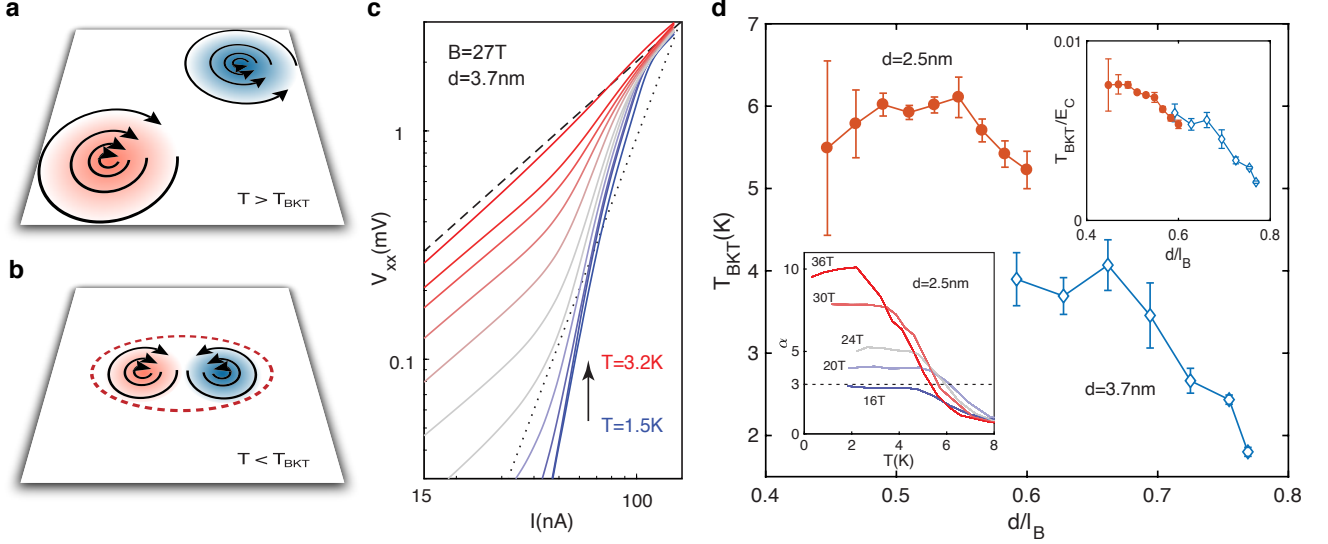 a
T > T_BKT
b
T < T_BKT
c
B=27T
d=3.7nm
T=3.2K
T=1.5K
1
0.1
15
100
V_xx(mV)
I(nA)
d
7
6
5
4
3
2
T_BKT(K)
0.4
0.5
0.6
0.7
0.8
d/l_B
d=2.5nm
d=3.7nm
0.01
0
T_BKT/E_C
0.4
0.6
0.8
d/l_B
36T
30T
24T
20T
16T
d=2.5nm
10
5
3
0
α
0
2
4
6
8
T(K)